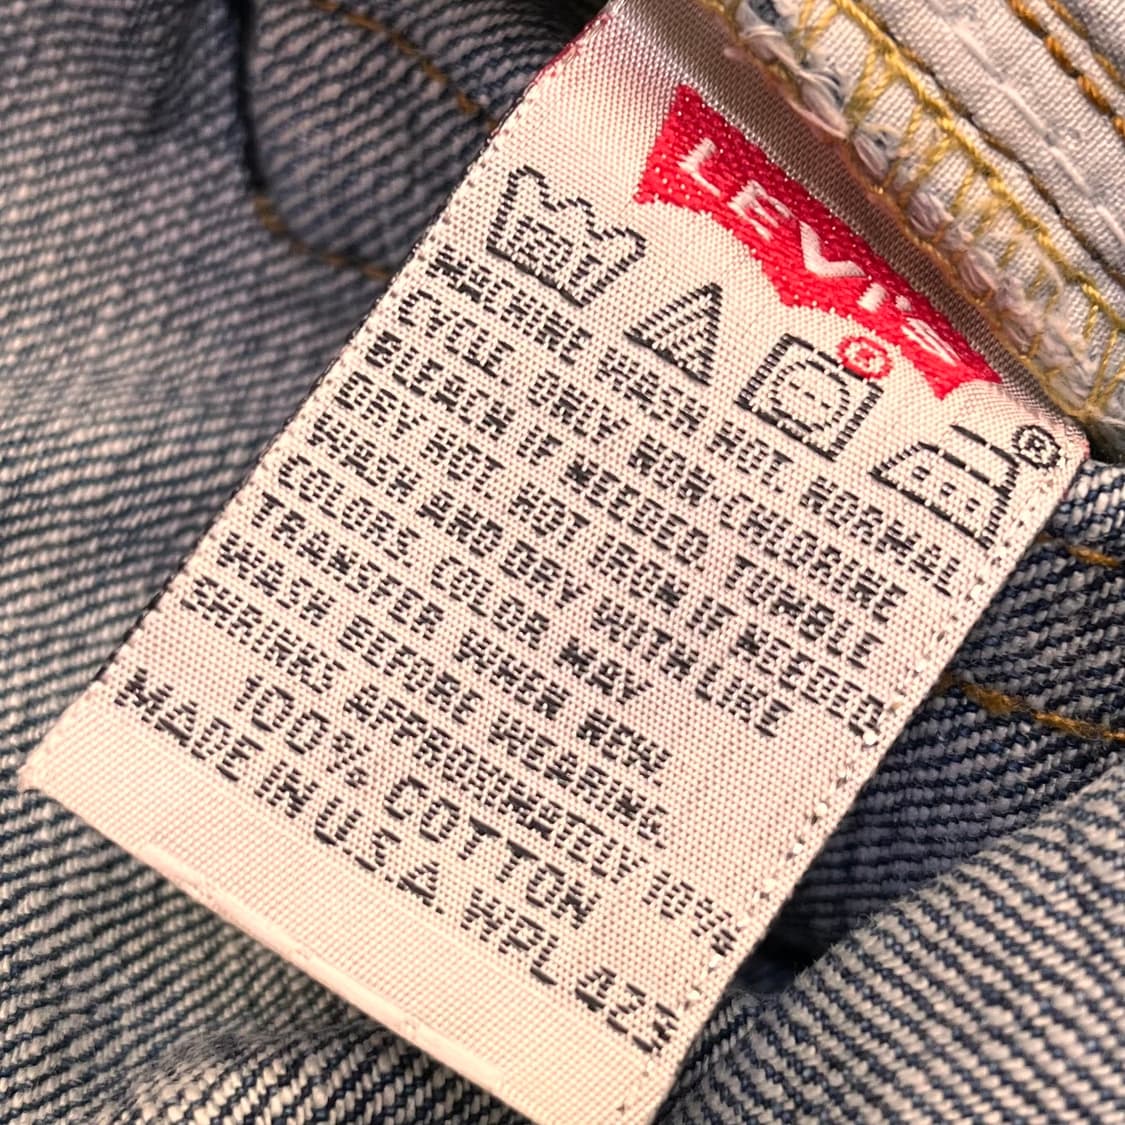 LEVI'S
®
®
MACHINE WASH HOT. NORMAL
CYCLE. ONLY NON-CHLORINE
BLEACH IF NEEDED. TUMBLE
DRY HOT. HOT IRON IF NEEDED.
WASH AND DRY WITH LIKE
COLORS. COLOR MAY
TRANSFER WHEN NEW
WASH BEFORE WEARING
SHRINKS APPROXIMATELY 10%
100% COTTON
MADE IN U.S.A. WPL 423